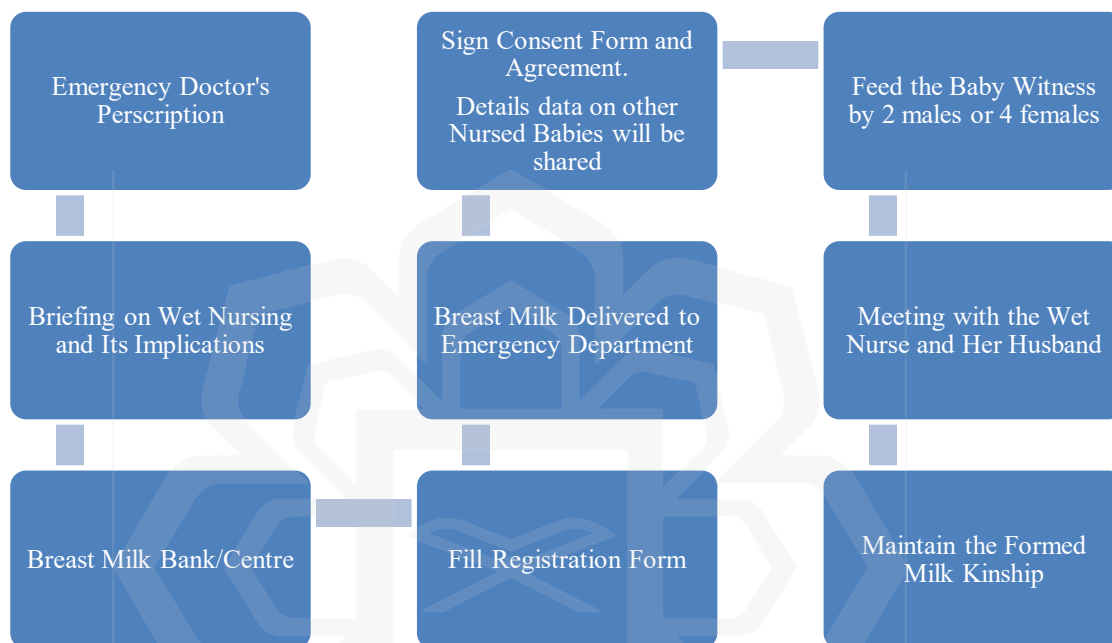 Emergency Doctor's
Perscription
Briefing on Wet Nursing
and Its Implications
Breast Milk Bank/Centre
Fill Registration Form
Breast Milk Delivered to
Emergency Department
Sign Consent Form and
Agreement.
Details data on other
Nursed Babies will be
shared
Feed the Baby Witness
by 2 males or 4 females
Meeting with the Wet
Nurse and Her Husband
Maintain the Formed
Milk Kinship